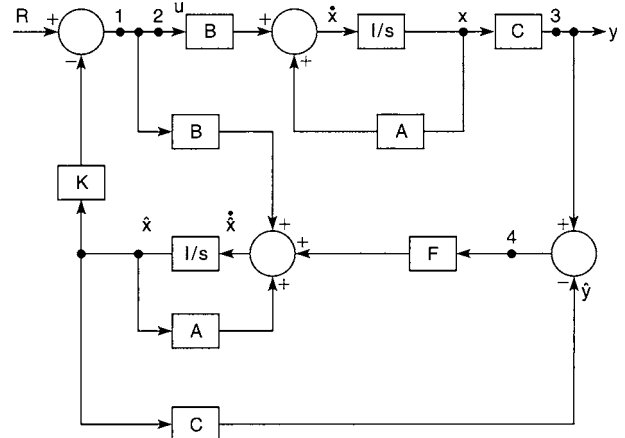 R + − 1 2 u B + + ẋ I/s x C 3 y
A
B
K
x̂ I/s x̂̇ + + + F 4 + − ŷ
A
C